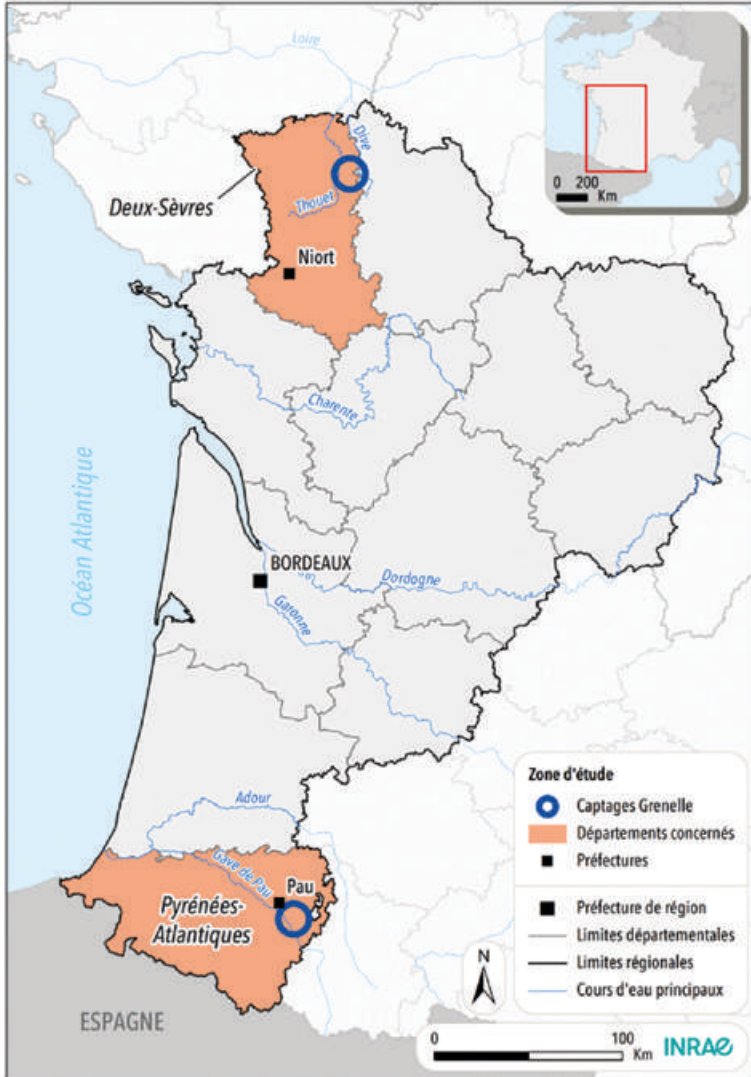 Loire
0 200
Km
Dive
Thouet
Deux-Sèvres
Niort
Charente
Océan Atlantique
BORDEAUX
Dordogne
Garonne
Adour
Gave de Pau
Pau
Pyrénées-
Atlantiques
ESPAGNE
Zone d'étude
Captages Grenelle
Départements concernés
Préfectures
Préfecture de région
Limites départementales
Limites régionales
Cours d'eau principaux
N
0 100
Km
INRAE